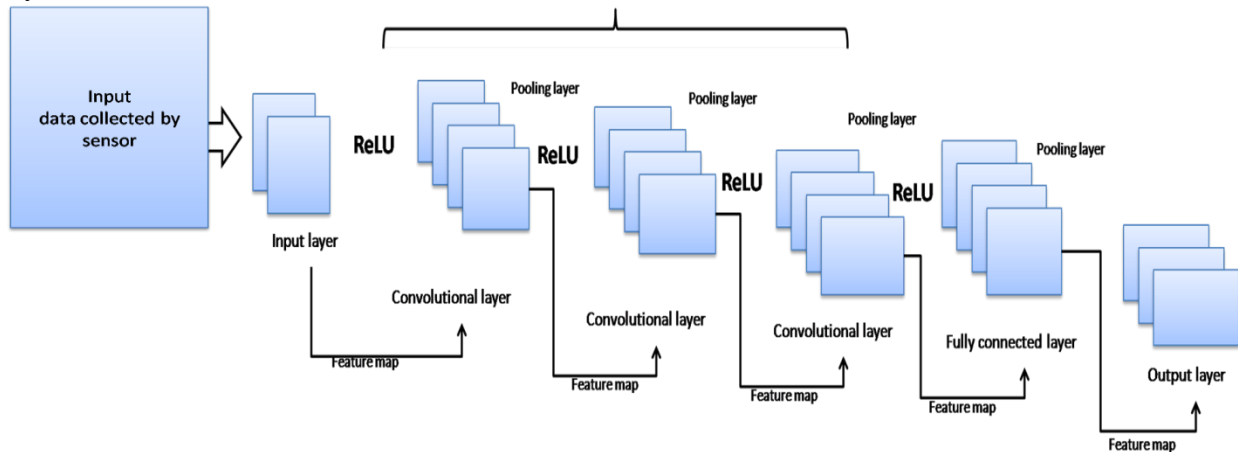 Input
data collected by
sensor
Input layer
ReLU
Pooling layer
Convolutional layer
Feature map
ReLU
Pooling layer
Convolutional layer
Feature map
ReLU
Pooling layer
Convolutional layer
Feature map
ReLU
Pooling layer
Fully connected layer
Feature map
Output layer
Feature map